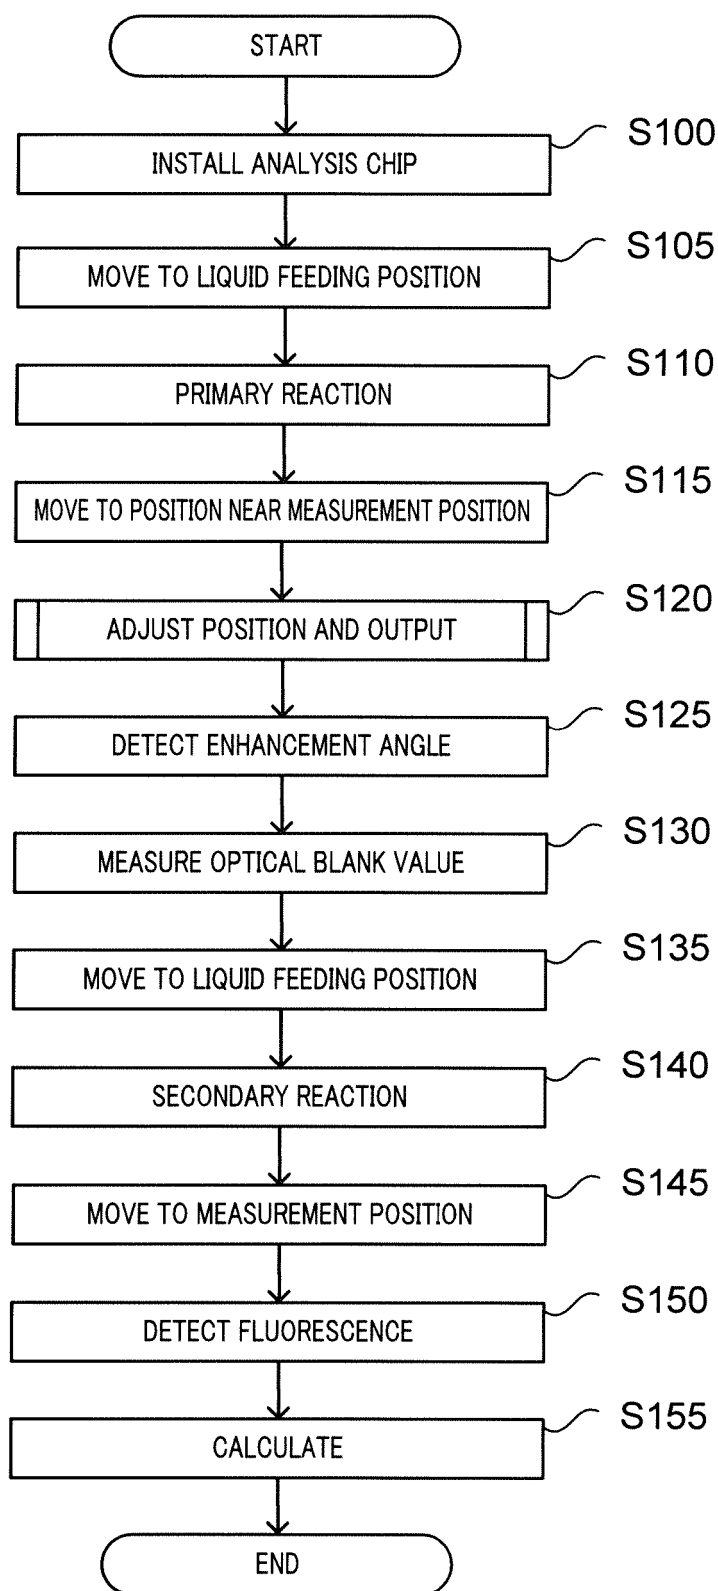 START
S100
INSTALL ANALYSIS CHIP
S105
MOVE TO LIQUID FEEDING POSITION
S110
PRIMARY REACTION
S115
MOVE TO POSITION NEAR MEASUREMENT POSITION
S120
ADJUST POSITION AND OUTPUT
S125
DETECT ENHANCEMENT ANGLE
S130
MEASURE OPTICAL BLANK VALUE
S135
MOVE TO LIQUID FEEDING POSITION
S140
SECONDARY REACTION
S145
MOVE TO MEASUREMENT POSITION
S150
DETECT FLUORESCENCE
S155
CALCULATE
END